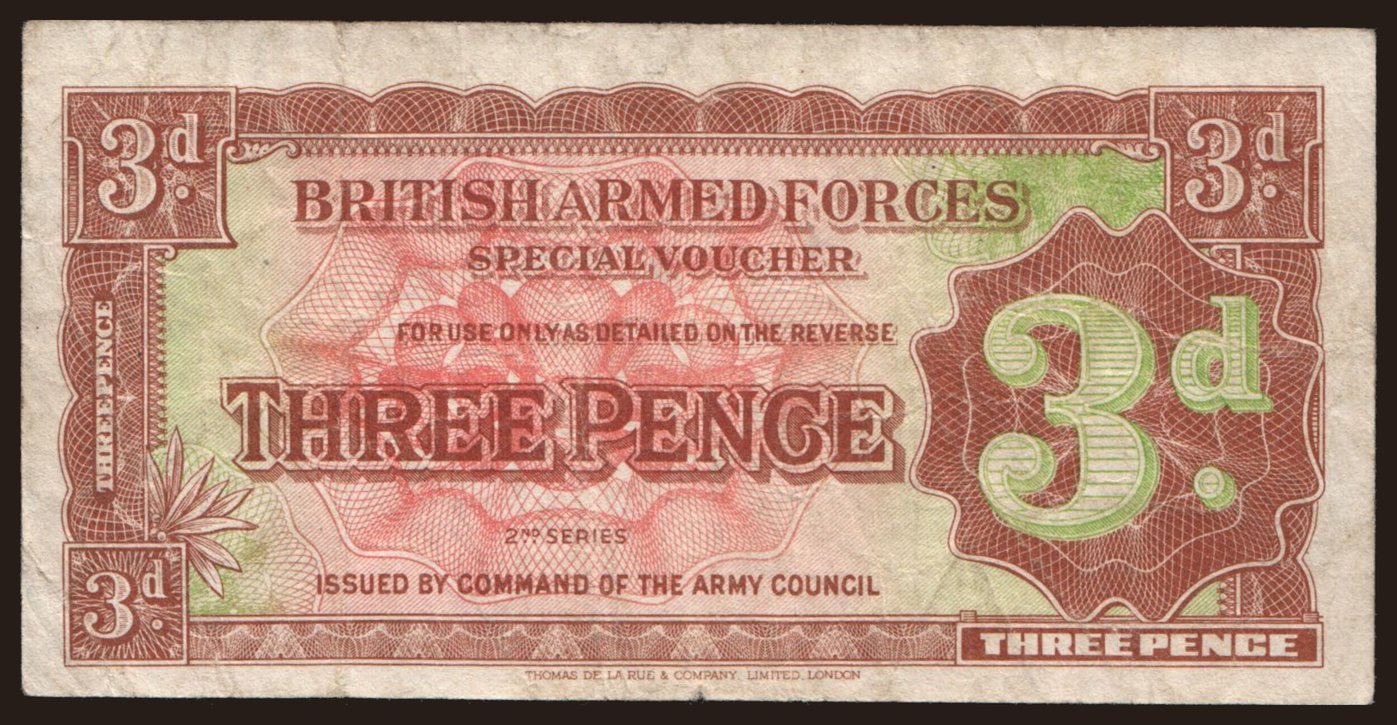 3d.
3d.
BRITISH ARMED FORCES
SPECIAL VOUCHER
FOR USE ONLY AS DETAILED ON THE REVERSE
THREE PENCE
THREE PENCE
3d.
2ND SERIES
ISSUED BY COMMAND OF THE ARMY COUNCIL
3d.
THREE PENCE
THOMAS DE LA RUE & COMPANY, LIMITED, LONDON